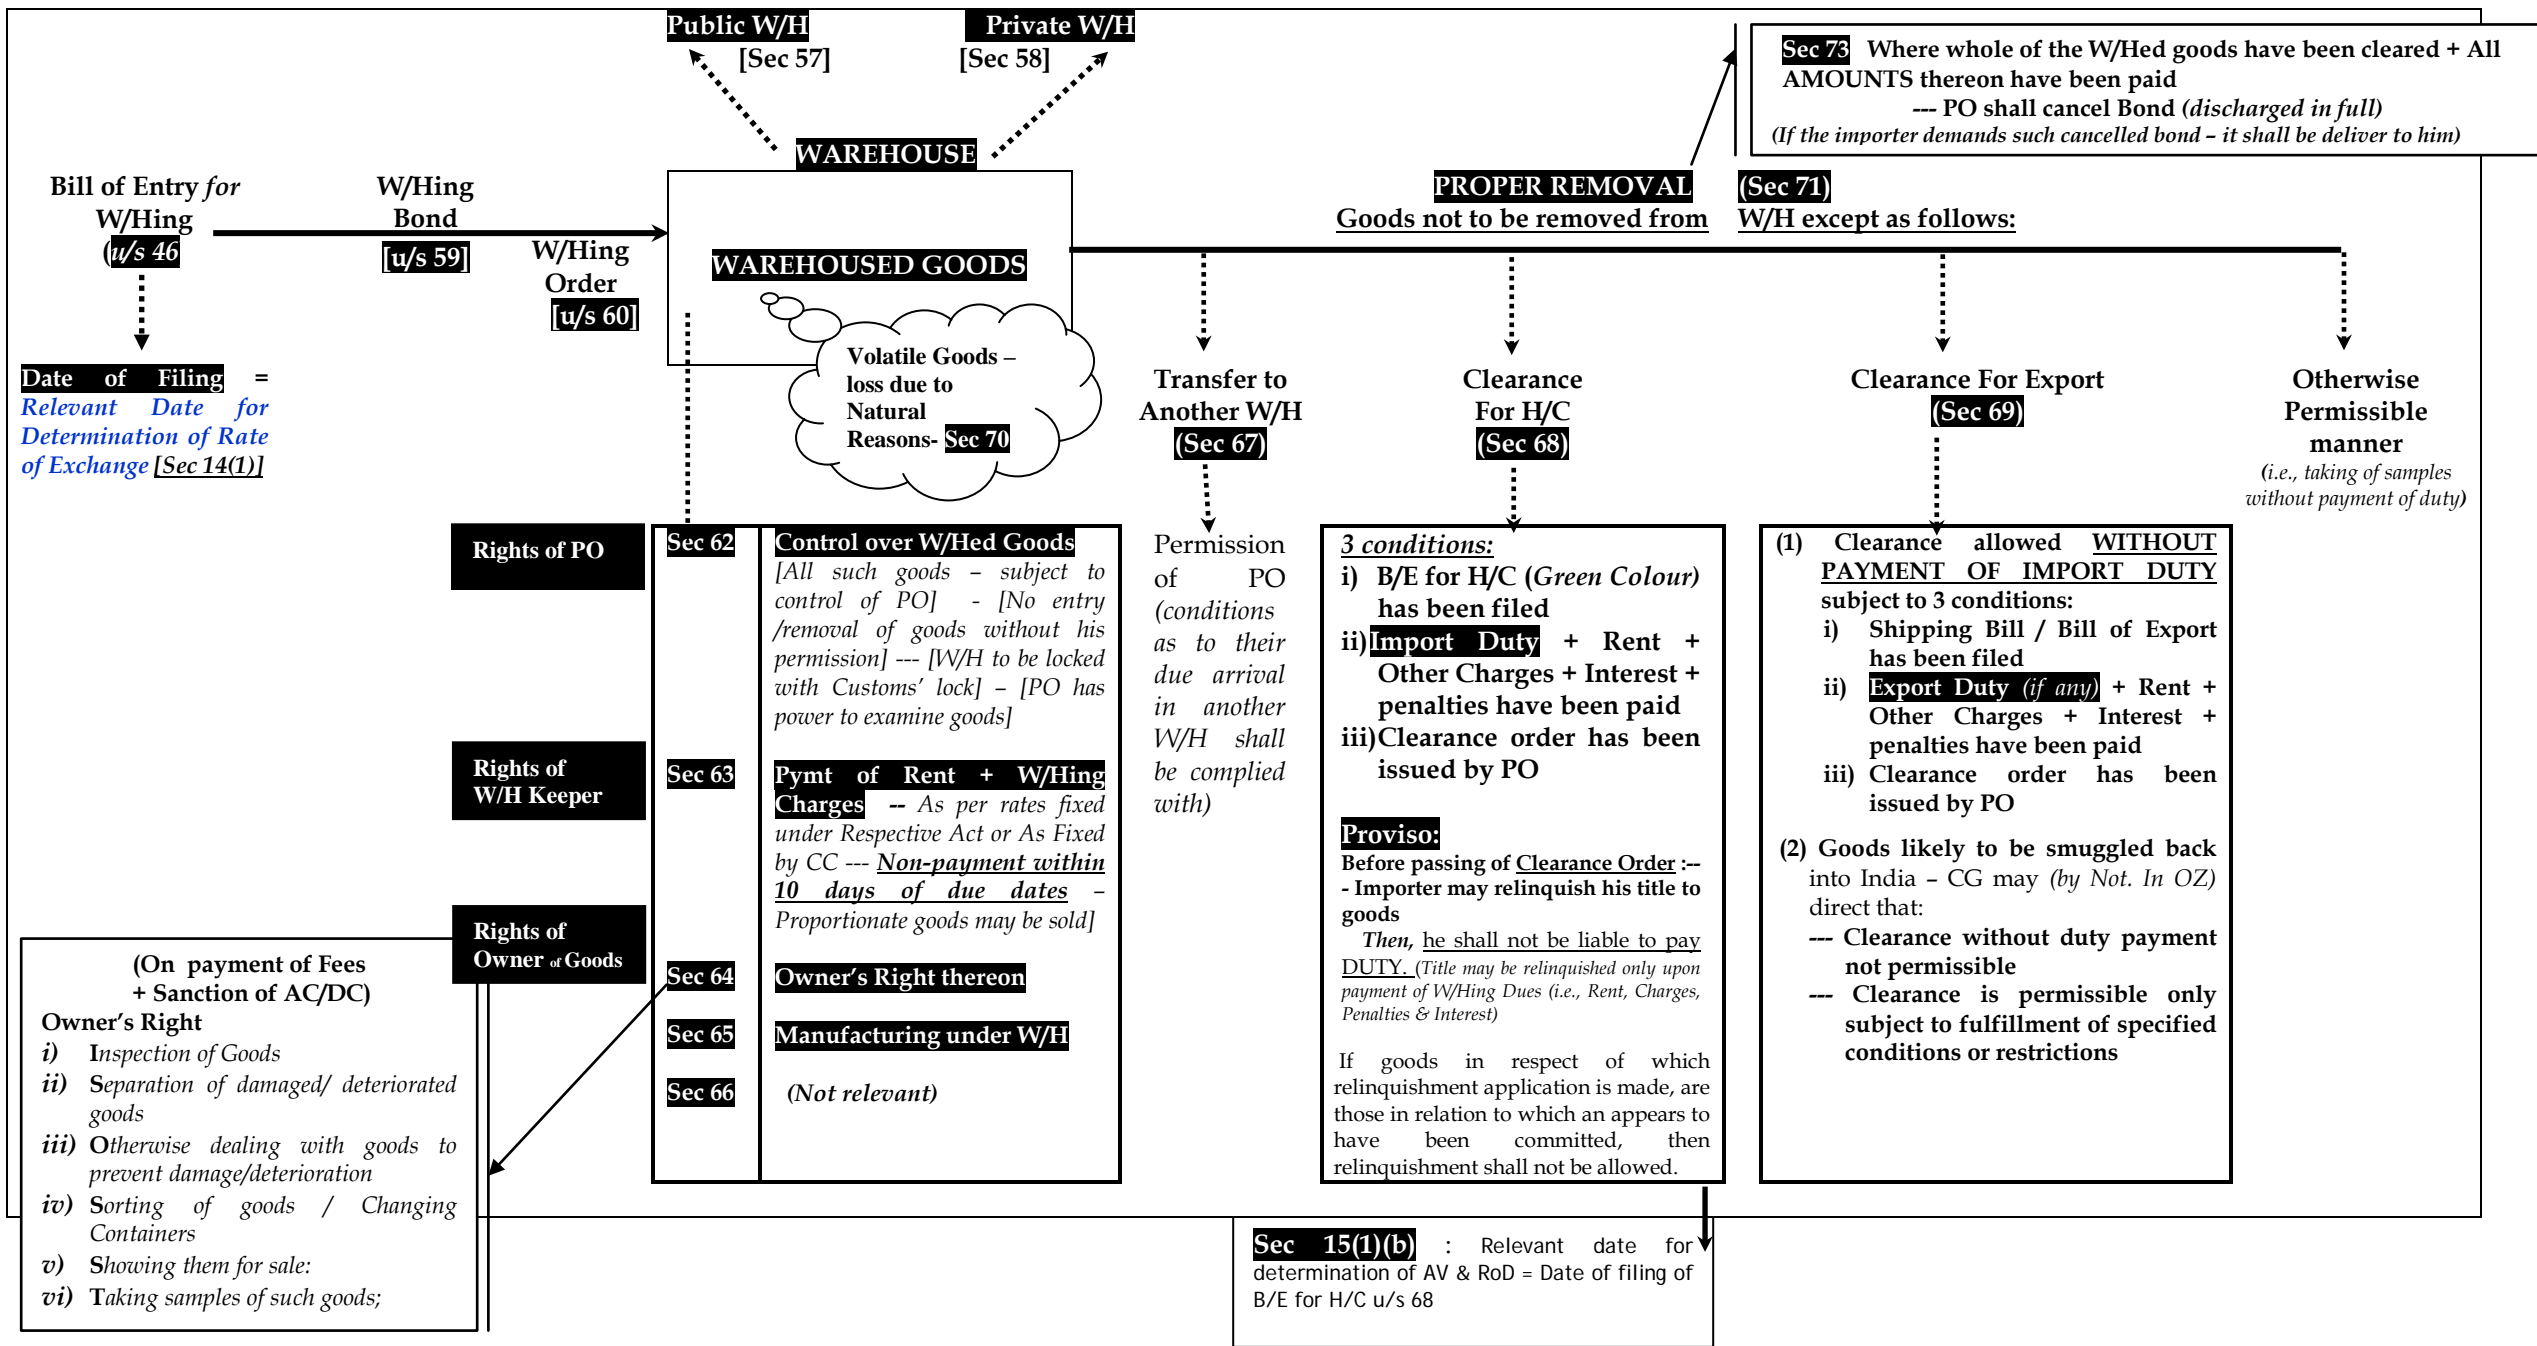 Public W/H
[Sec 57]
Private W/H
[Sec 58]
Sec 73 Where whole of the W/Hed goods have been cleared + All
AMOUNTS thereon have been paid
--- PO shall cancel Bond (discharged in full)
(If the importer demands such cancelled bond – it shall be deliver to him)
WAREHOUSE
Bill of Entry for
W/Hing
(u/s 46
W/Hing
Bond
[u/s 59]
W/Hing
Order
[u/s 60]
WAREHOUSED GOODS
PROPER REMOVAL (Sec 71)
Goods not to be removed from W/H except as follows:
Date of Filing =
Relevant Date for
Determination of Rate
of Exchange [Sec 14(1)]
Volatile Goods –
loss due to
Natural
Reasons- Sec 70
Transfer to
Another W/H
(Sec 67)
Clearance
For H/C
(Sec 68)
Clearance For Export
(Sec 69)
Otherwise
Permissible
manner
(i.e., taking of samples
without payment of duty)
Rights of PO
Sec 62
Control over W/Hed Goods
[All such goods – subject to
control of PO] - [No entry
/removal of goods without his
permission] --- [W/H to be locked
with Customs’ lock] – [PO has
power to examine goods]
Rights of
W/H Keeper
Sec 63
Pymt of Rent + W/Hing
Charges -- As per rates fixed
under Respective Act or As Fixed
by CC --- Non-payment within
10 days of due dates –
Proportionate goods may be sold]
Rights of
Owner of Goods
Sec 64
Owner’s Right thereon
Sec 65
Manufacturing under W/H
Sec 66
(Not relevant)
(On payment of Fees
+ Sanction of AC/DC)
Owner’s Right
i) Inspection of Goods
ii) Separation of damaged/ deteriorated
goods
iii) Otherwise dealing with goods to
prevent damage/deterioration
iv) Sorting of goods / Changing
Containers
v) Showing them for sale:
vi) Taking samples of such goods;
Permission
of PO
(conditions
as to their
due arrival
in another
W/H shall
be complied
with)
3 conditions:
i) B/E for H/C (Green Colour)
has been filed
ii) Import Duty + Rent +
Other Charges + Interest +
penalties have been paid
iii) Clearance order has been
issued by PO
Proviso:
Before passing of Clearance Order :--
- Importer may relinquish his title to
goods
Then, he shall not be liable to pay
DUTY. (Title may be relinquished only upon
payment of W/Hing Dues (i.e., Rent, Charges,
Penalties & Interest)
If goods in respect of which
relinquishment application is made, are
those in relation to which an appears to
have been committed, then
relinquishment shall not be allowed.
(1) Clearance allowed WITHOUT
PAYMENT OF IMPORT DUTY
subject to 3 conditions:
i) Shipping Bill / Bill of Export
has been filed
ii) Export Duty (if any) + Rent +
Other Charges + Interest +
penalties have been paid
iii) Clearance order has been
issued by PO
(2) Goods likely to be smuggled back
into India – CG may (by Not. In OZ)
direct that:
--- Clearance without duty payment
not permissible
--- Clearance is permissible only
subject to fulfillment of specified
conditions or restrictions
Sec 15(1)(b) : Relevant date for
determination of AV & RoD = Date of filing of
B/E for H/C u/s 68